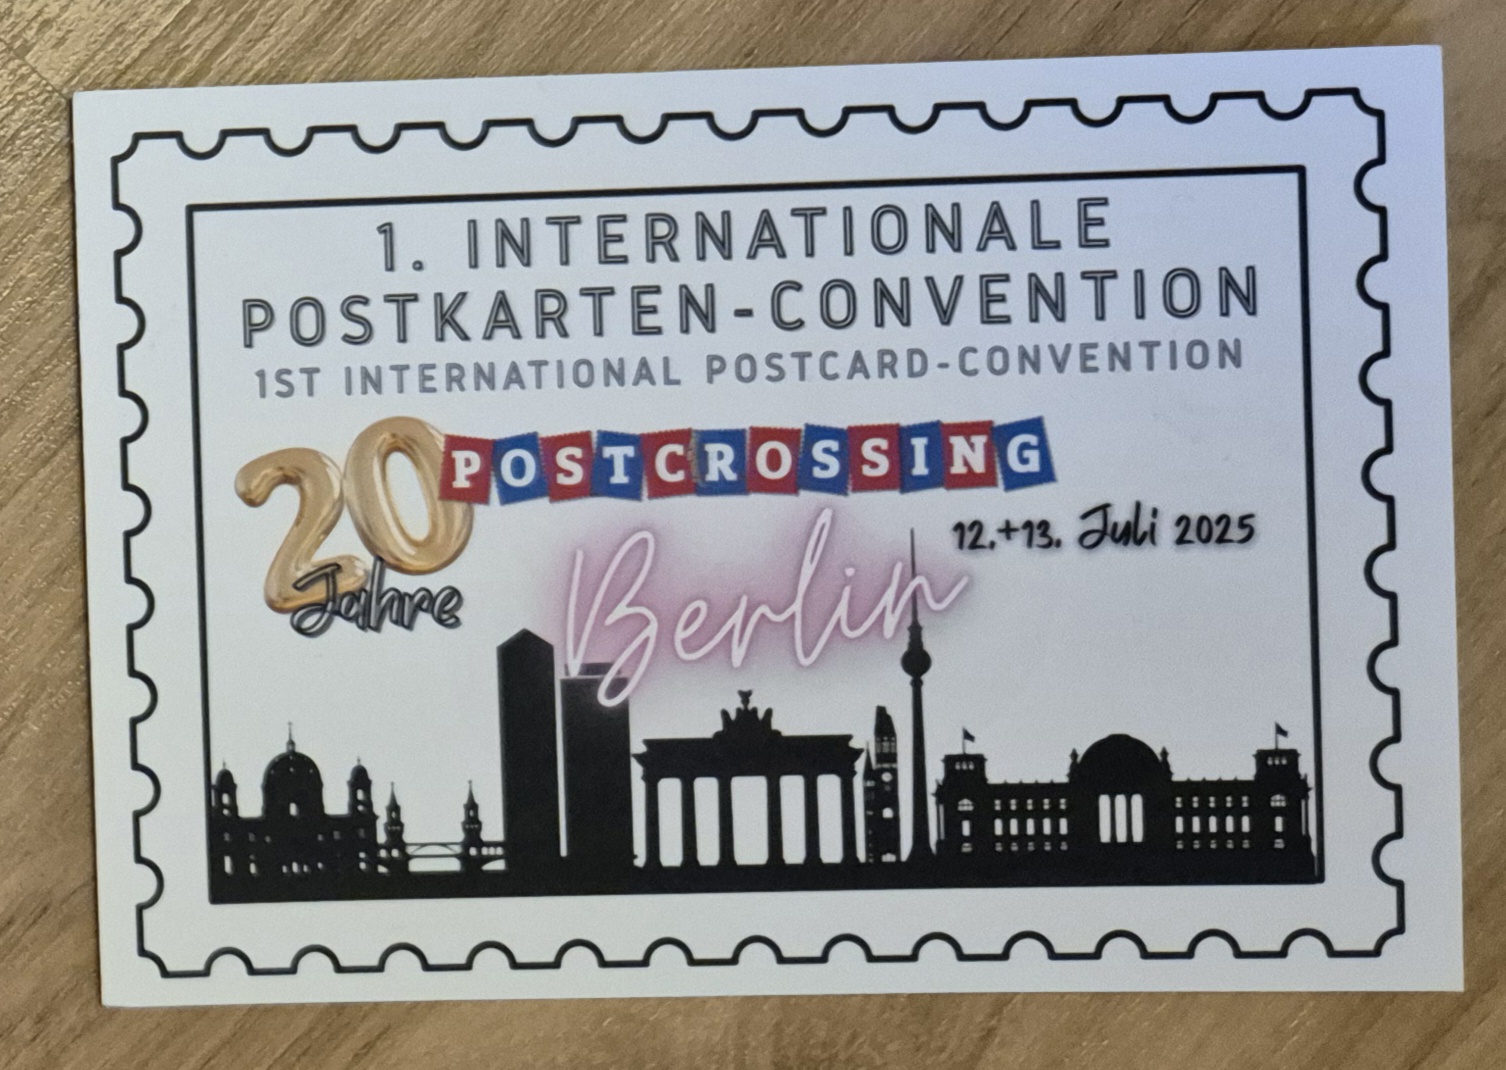 1. INTERNATIONALE
POSTKARTEN-CONVENTION
1ST INTERNATIONAL POSTCARD-CONVENTION
20 POSTCROSSING
Jahre
Berlin
12.+13. Juli 2025